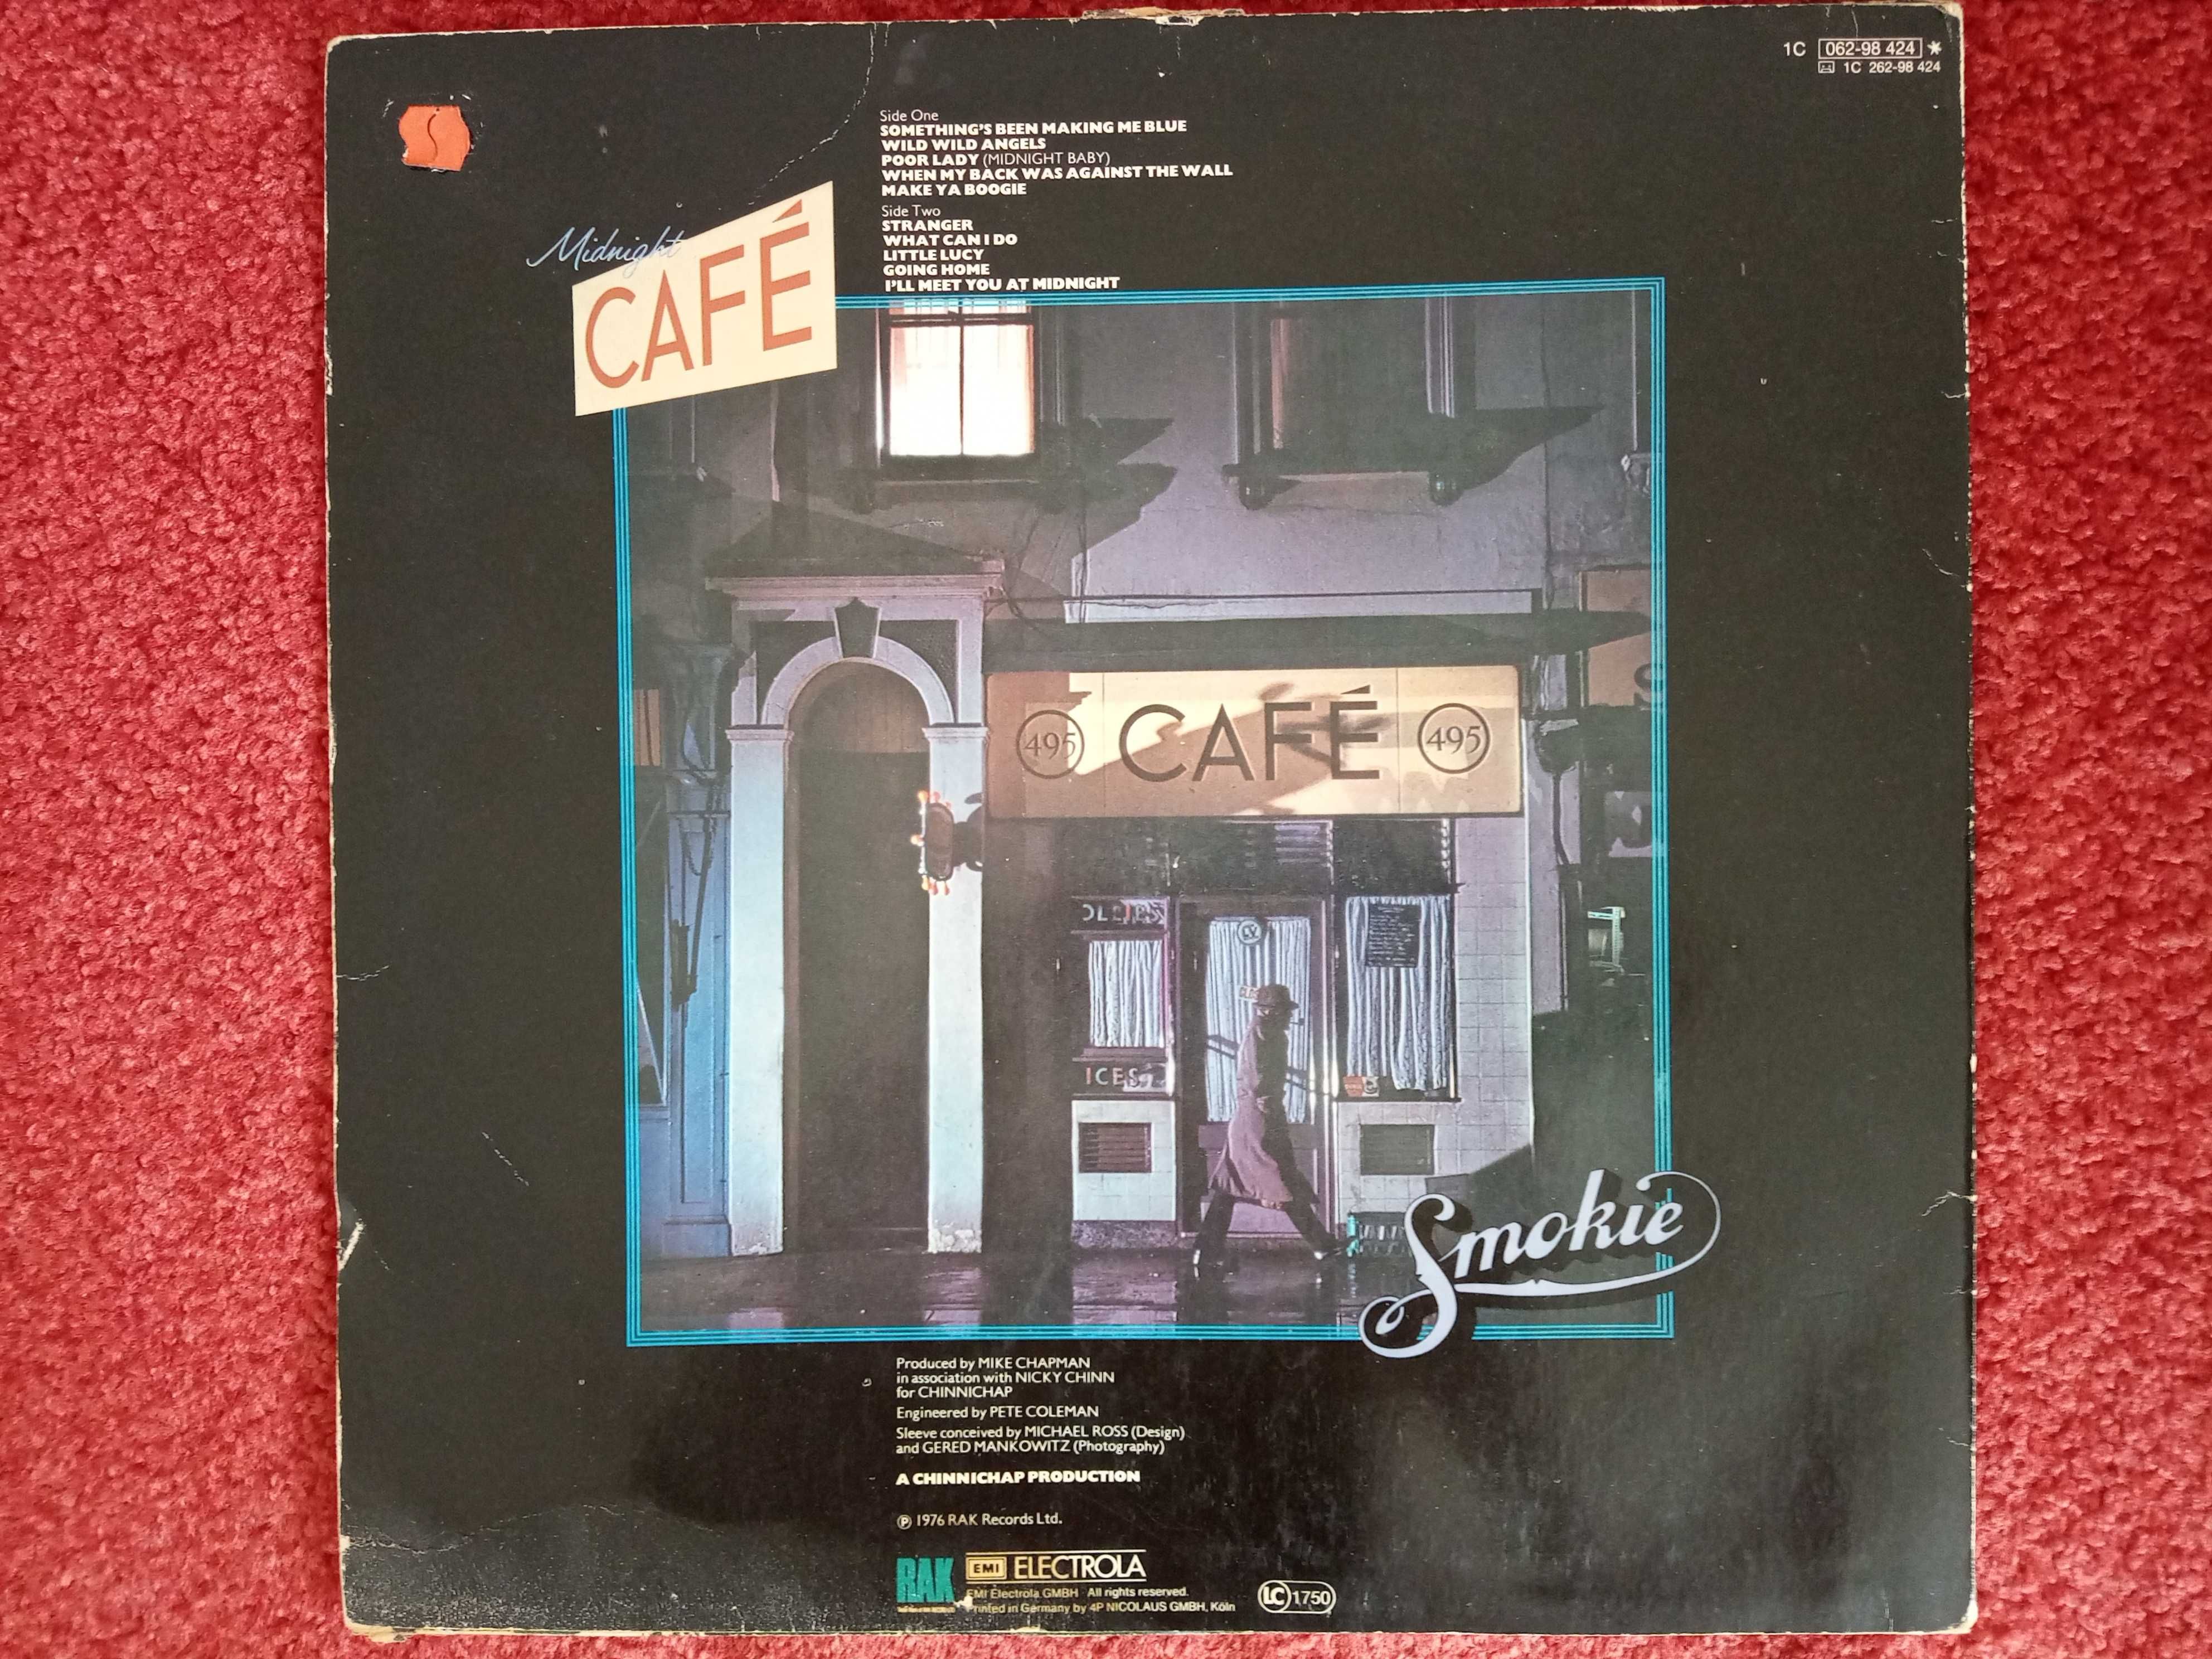 1C 062-98 424 *
1C 262-98 424
Side One
SOMETHING'S BEEN MAKING ME BLUE
WILD WILD ANGELS
POOR LADY (MIDNIGHT BABY)
WHEN MY BACK WAS AGAINST THE WALL
MAKE YA BOOGIE
Side Two
STRANGER
WHAT CAN I DO
LITTLE LUCY
GOING HOME
I'LL MEET YOU AT MIDNIGHT
Midnight
CAFÉ
495 CAFÉ 495
ICES
Smokie
Produced by MIKE CHAPMAN
in association with NICKY CHINN
for CHINNICHAP
Engineered by PETE COLEMAN
Sleeve conceived by MICHAEL ROSS (Design)
and GERED MANKOWITZ (Photography)
A CHINNICHAP PRODUCTION
℗ 1976 RAK Records Ltd.
RAK EMI ELECTROLA
EMI Electrola GMBH All rights reserved.
Printed in Germany by 4P NICOLAUS GMBH, Köln
LC 1750